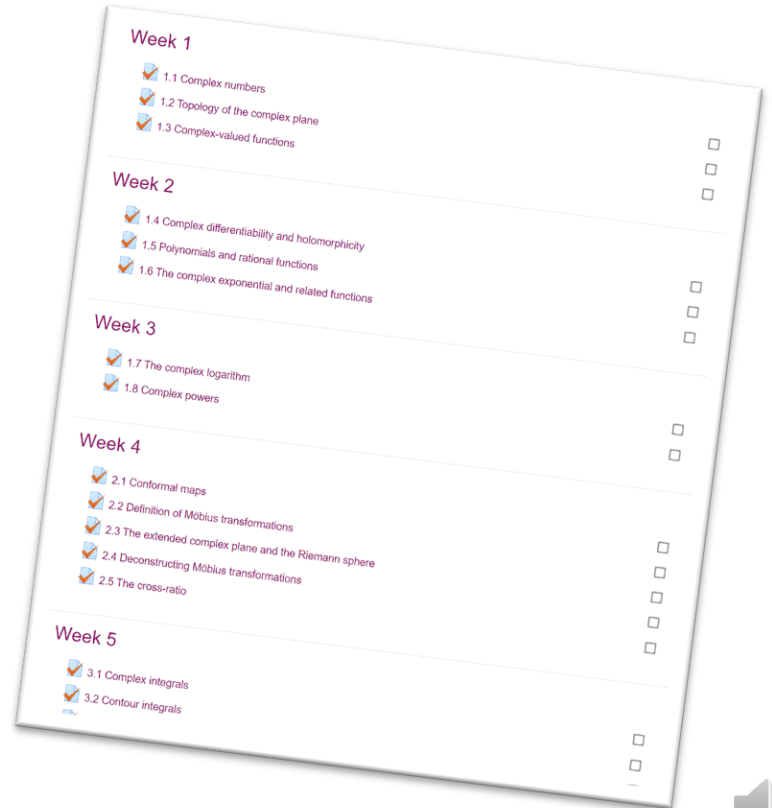 Week 1
1.1 Complex numbers
1.2 Topology of the complex plane
1.3 Complex-valued functions
Week 2
1.4 Complex differentiability and holomorphicity
1.5 Polynomials and rational functions
1.6 The complex exponential and related functions
Week 3
1.7 The complex logarithm
1.8 Complex powers
Week 4
2.1 Conformal maps
2.2 Definition of Möbius transformations
2.3 The extended complex plane and the Riemann sphere
2.4 Deconstructing Möbius transformations
2.5 The cross-ratio
Week 5
3.1 Complex integrals
3.2 Contour integrals